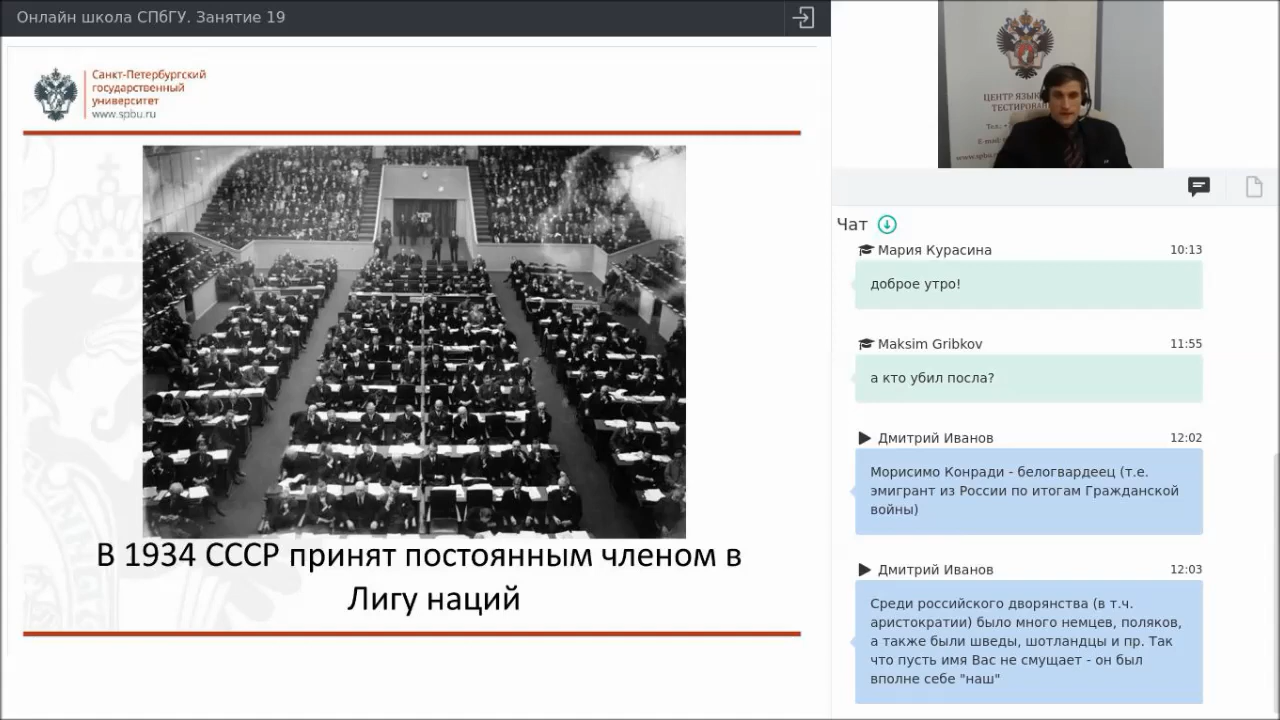 Онлайн школа СПбГУ. Занятие 19
Санкт-Петербургский
государственный
университет
www.spbu.ru
В 1934 СССР принят постоянным членом в
Лигу наций
ЦЕНТР
Чат
Мария Курасина 10:13
доброе утро!
Maksim Gribkov 11:55
а кто убил посла?
Дмитрий Иванов 12:02
Морисимо Конради - белогвардеец (т.е.
эмигрант из России по итогам Гражданской
войны)
Дмитрий Иванов 12:03
Среди российского дворянства (в т.ч.
аристократии) было много немцев, поляков,
а также были шведы, шотландцы и пр. Так
что пусть имя Вас не смущает - он был
вполне себе "наш"